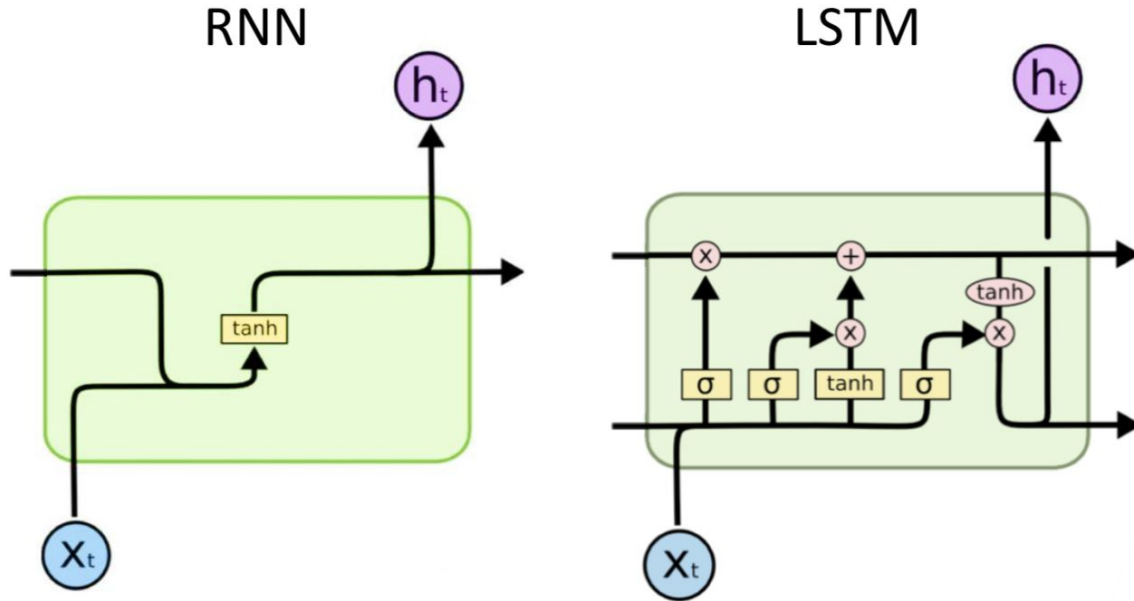 RNN
LSTM
hₜ
hₜ
x
+
tanh
tanh
x
x
σ
σ
tanh
σ
Xₜ
Xₜ